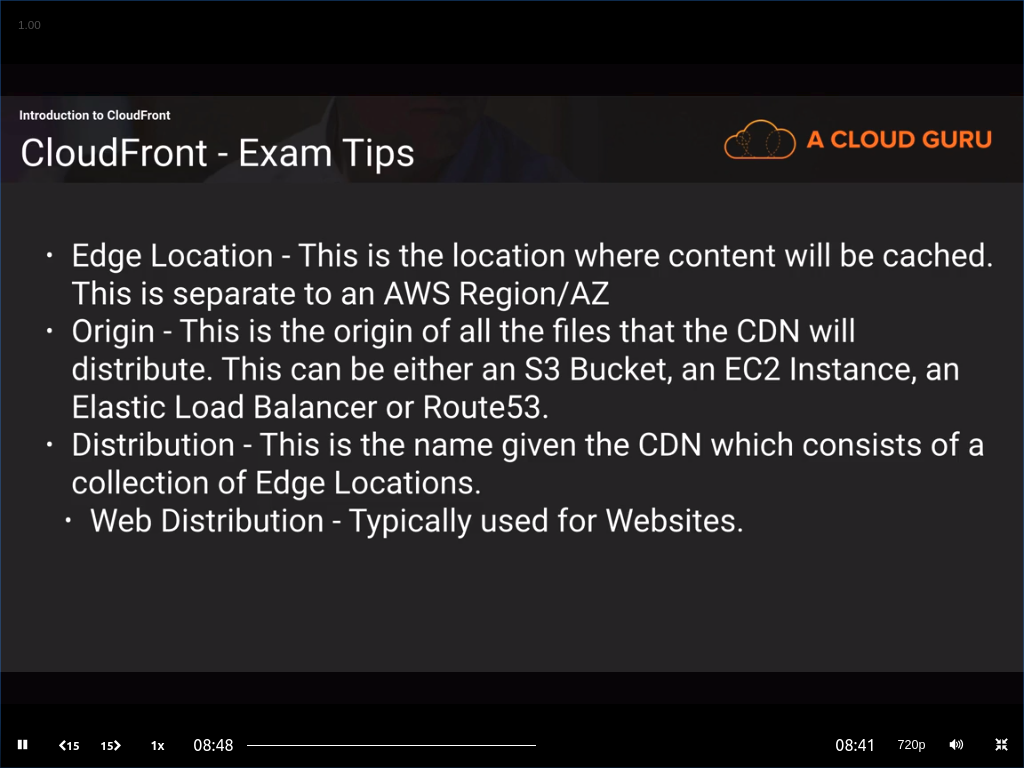 1.00
Introduction to CloudFront
CloudFront - Exam Tips
A CLOUD GURU
• Edge Location - This is the location where content will be cached.
This is separate to an AWS Region/AZ
• Origin - This is the origin of all the files that the CDN will
distribute. This can be either an S3 Bucket, an EC2 Instance, an
Elastic Load Balancer or Route53.
• Distribution - This is the name given the CDN which consists of a
collection of Edge Locations.
• Web Distribution - Typically used for Websites.
15 15 1x 08:48 08:41 720p